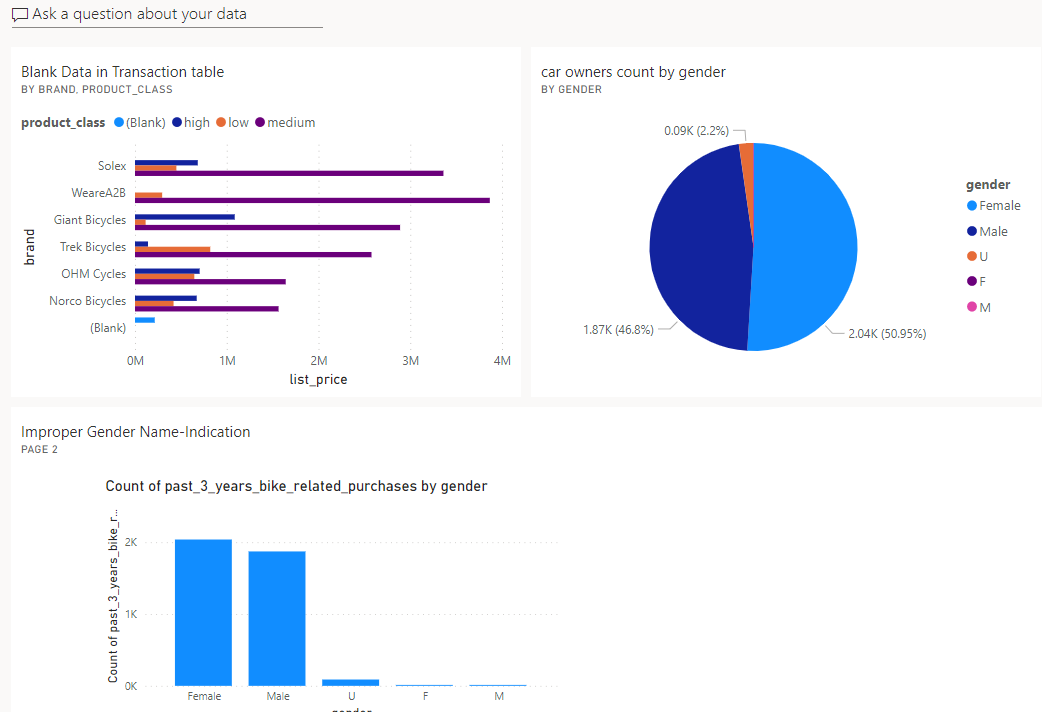 Ask a question about your data
Blank Data in Transaction table
BY BRAND, PRODUCT_CLASS
product_class (Blank) high low medium
brand
Solex
WeareA2B
Giant Bicycles
Trek Bicycles
OHM Cycles
Norco Bicycles
(Blank)
0M 1M 2M 3M 4M
list_price
car owners count by gender
BY GENDER
0.09K (2.2%)
1.87K (46.8%)
2.04K (50.95%)
gender
Female
Male
U
F
M
Improper Gender Name-Indication
PAGE 2
Count of past_3_years_bike_related_purchases by gender
Count of past_3_years_bike_r...
2K
1K
0K
Female Male U F M
gender